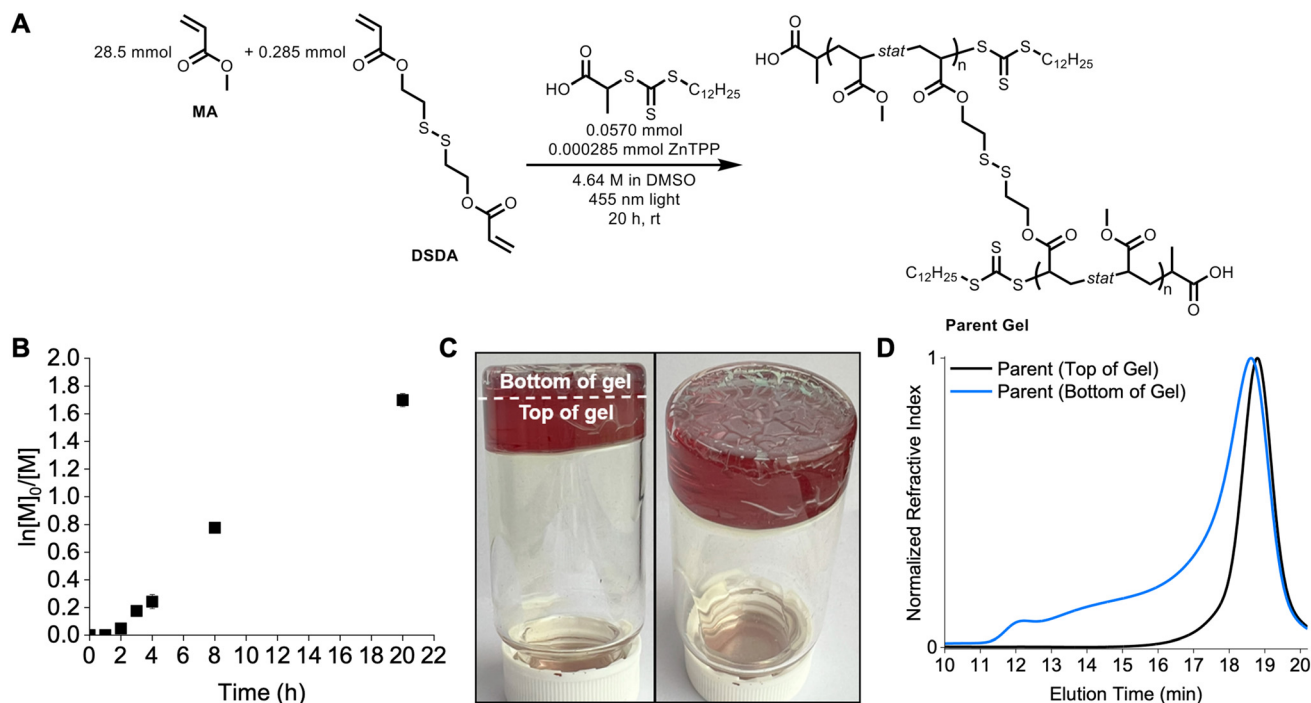 A
28.5 mmol
+ 0.285 mmol
MA
DSDA
O
O
O
O
S
S
O
O
HO
O
S
S
S
C12H25
0.0570 mmol
0.000285 mmol ZnTPP
4.64 M in DMSO
455 nm light
20 h, rt
HO
O
stat
n
S
S
S
C12H25
O
O
O
O
S
S
O
O
O
O
C12H25
S
S
S
stat
n
OH
O
Parent Gel
B
ln[M]0/[M]
2.0
1.8
1.6
1.4
1.2
1.0
0.8
0.6
0.4
0.2
0.0
0 2 4 6 8 10 12 14 16 18 20 22
Time (h)
C
Bottom of gel
Top of gel
D
Parent (Top of Gel)
Parent (Bottom of Gel)
Normalized Refractive Index
1
0
10 11 12 13 14 15 16 17 18 19 20
Elution Time (min)